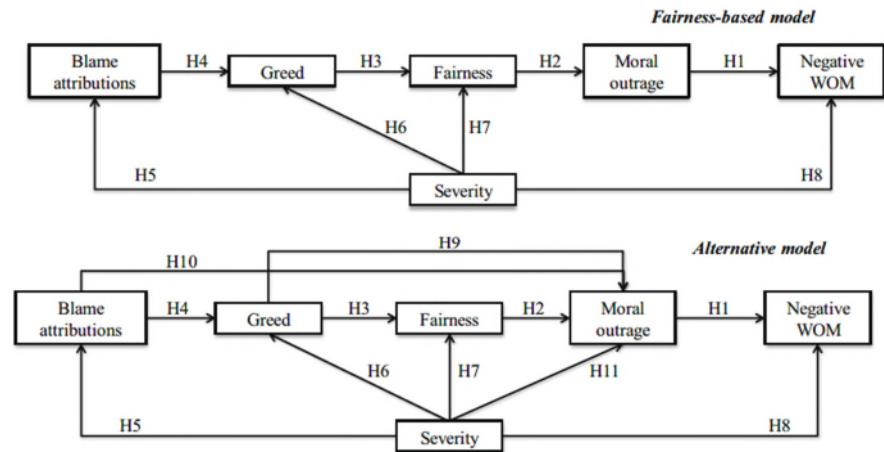 Fairness-based model
Blame
attributions
H4
Greed
H3
Fairness
H2
Moral
outrage
H1
Negative
WOM
H6
H7
H5
H8
Severity
Alternative model
H9
H10
Blame
attributions
H4
Greed
H3
Fairness
H2
Moral
outrage
H1
Negative
WOM
H6
H7
H11
H5
H8
Severity